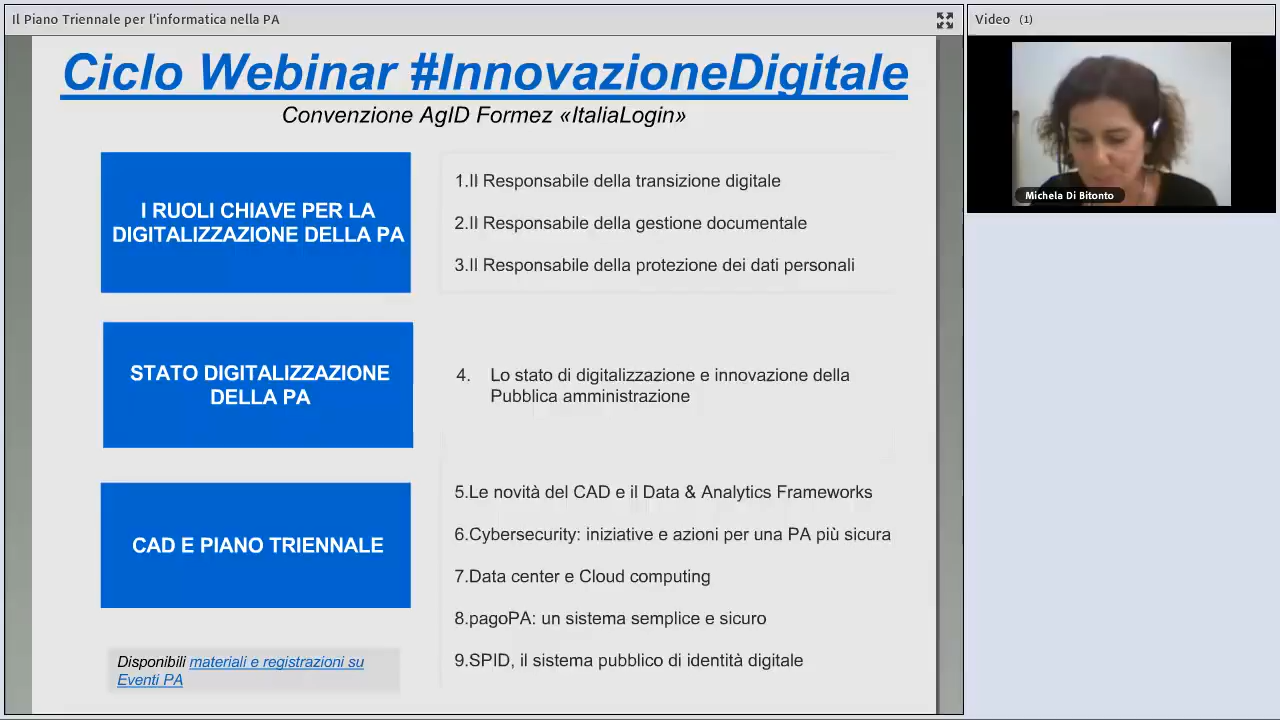 Il Piano Triennale per l'informatica nella PA
Video (1)
Ciclo Webinar #InnovazioneDigitale
Convenzione AgID Formez «ItaliaLogin»
I RUOLI CHIAVE PER LA
DIGITALIZZAZIONE DELLA PA
1.Il Responsabile della transizione digitale
2.Il Responsabile della gestione documentale
3.Il Responsabile della protezione dei dati personali
STATO DIGITALIZZAZIONE
DELLA PA
4. Lo stato di digitalizzazione e innovazione della
Pubblica amministrazione
CAD E PIANO TRIENNALE
5.Le novità del CAD e il Data & Analytics Frameworks
6.Cybersecurity: iniziative e azioni per una PA più sicura
7.Data center e Cloud computing
8.pagoPA: un sistema semplice e sicuro
9.SPID, il sistema pubblico di identità digitale
Disponibili materiali e registrazioni su
Eventi PA
Michela Di Bitonto